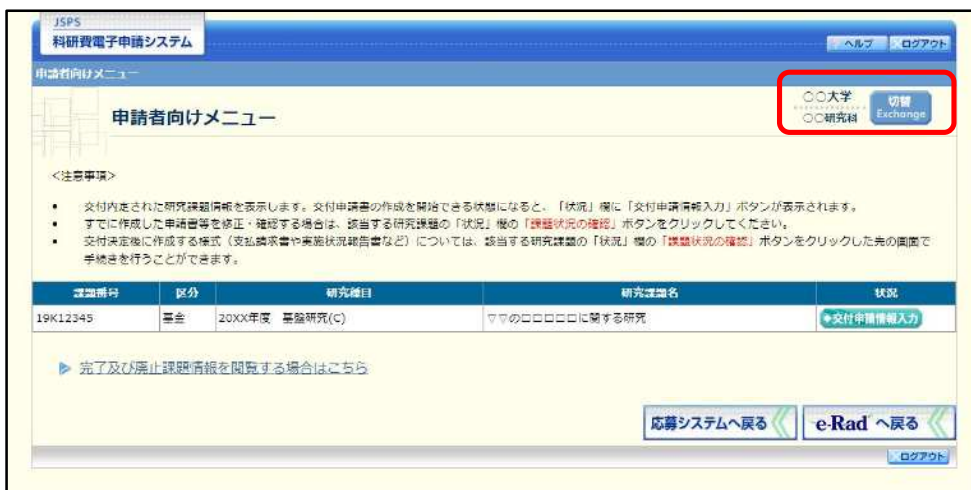 JSPS
科研費電子申請システム
ヘルプ
ログアウト
申請者向けメニュー
申請者向けメニュー
〇〇大学
〇〇研究科
切替
Exchange
<注意事項>
• 交付内定された研究課題情報を表示します。交付申請書の作成を開始できる状態になると、「状況」欄に「交付申請情報入力」ボタンが表示されます。
• すでに作成した申請書等を修正・確認する場合は、該当する研究課題の「状況」欄の「課題状況の確認」ボタンをクリックしてください。
• 交付決定後に作成する様式（支払請求書や実施状況報告書など）については、該当する研究課題の「状況」欄の「課題状況の確認」ボタンをクリックした先の画面で
手続きを行うことができます。
課題番号 区分 研究種目 研究課題名 状況
19K12345 基金 20XX年度 基盤研究(C) ▽▽の□□□□□に関する研究 交付申請情報入力
完了及び廃止課題情報を閲覧する場合はこちら
応募システムへ戻る
e-Rad へ戻る
ログアウト